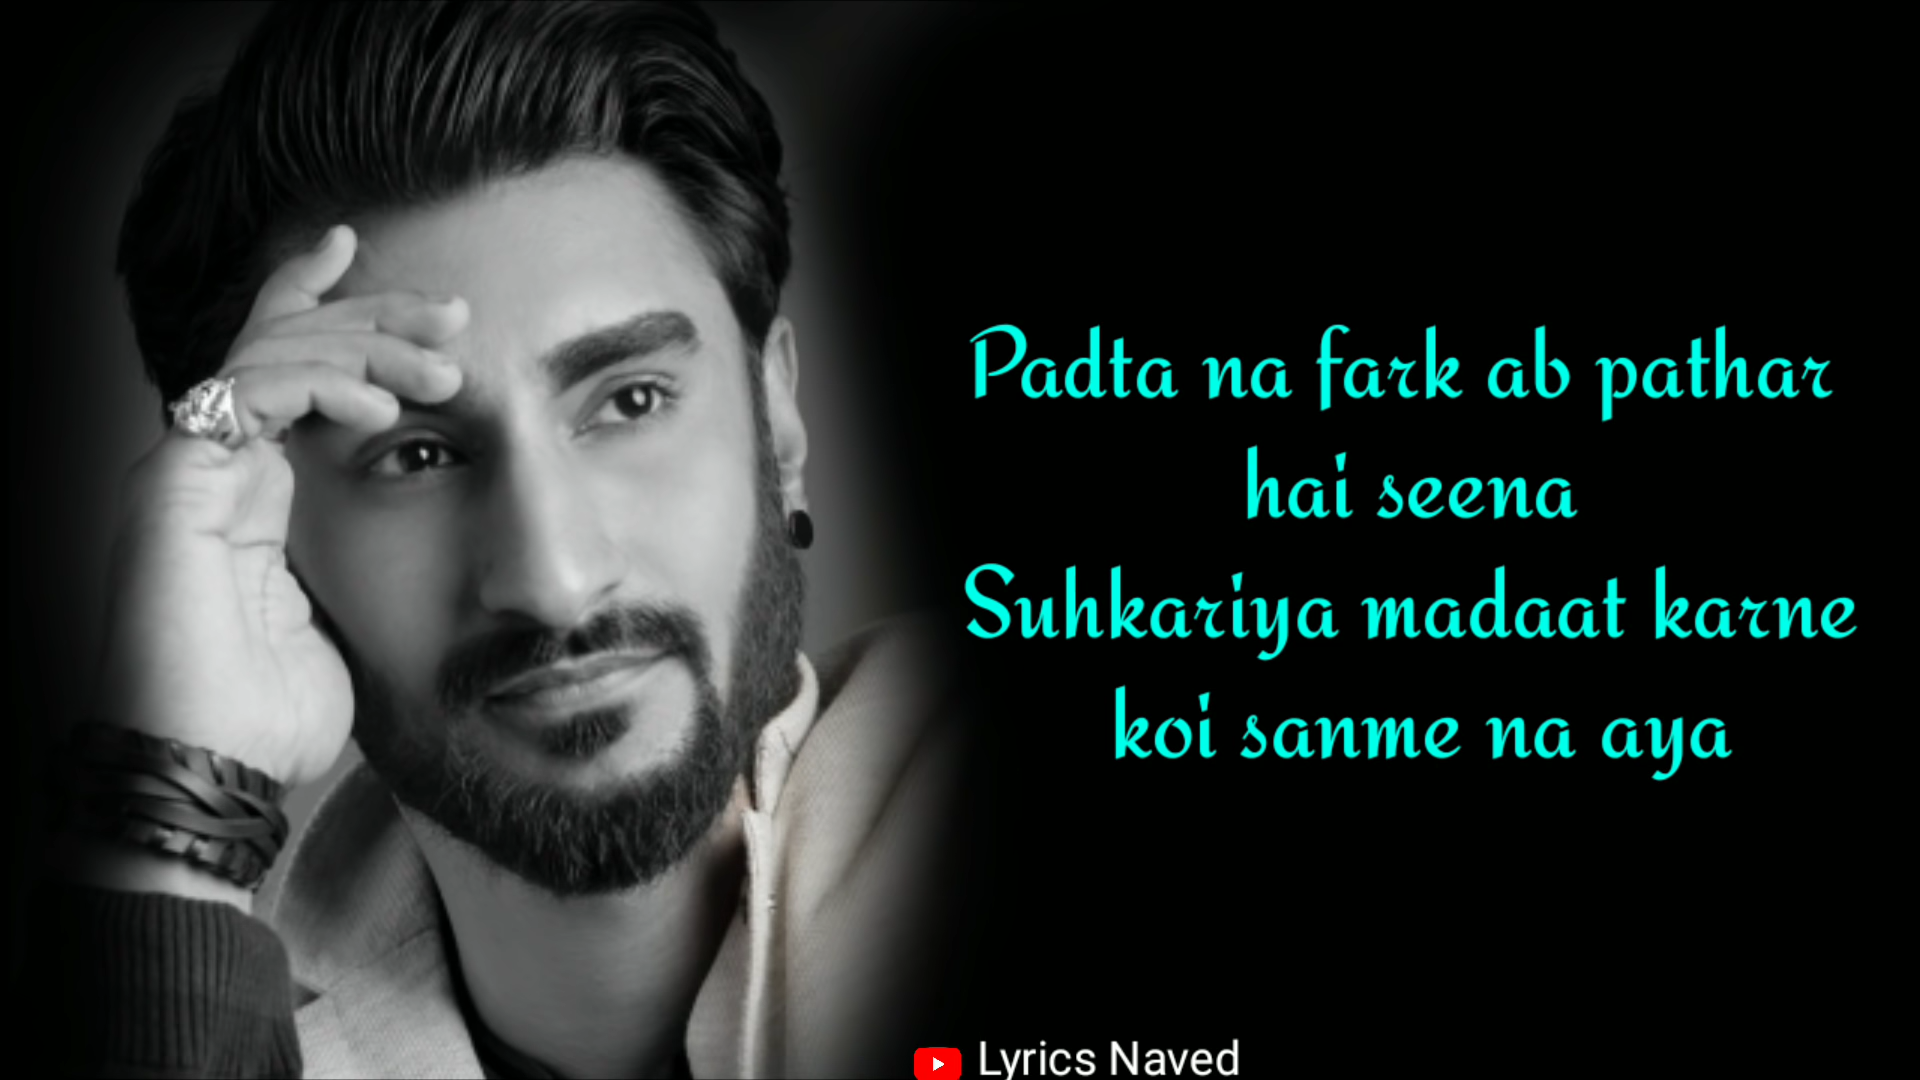 Padta na fark ab pathar
hai seena
Suhkariya madaat karne
koi sanme na aya
Lyrics Naved